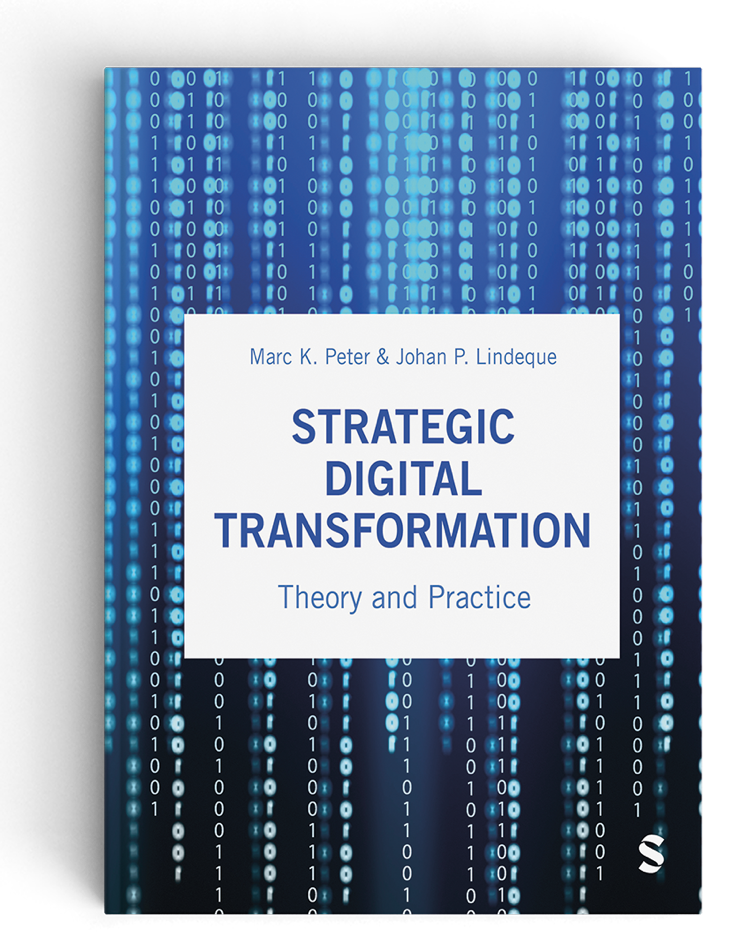 Marc K. Peter & Johan P. Lindeque
STRATEGIC
DIGITAL
TRANSFORMATION
Theory and Practice
S